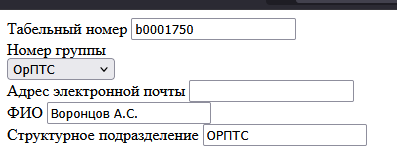 Табельный номер b0001750
Номер группы
ОрПТС
Адрес электронной почты
ФИО Воронцов А.С.
Структурное подразделение ОРПТС